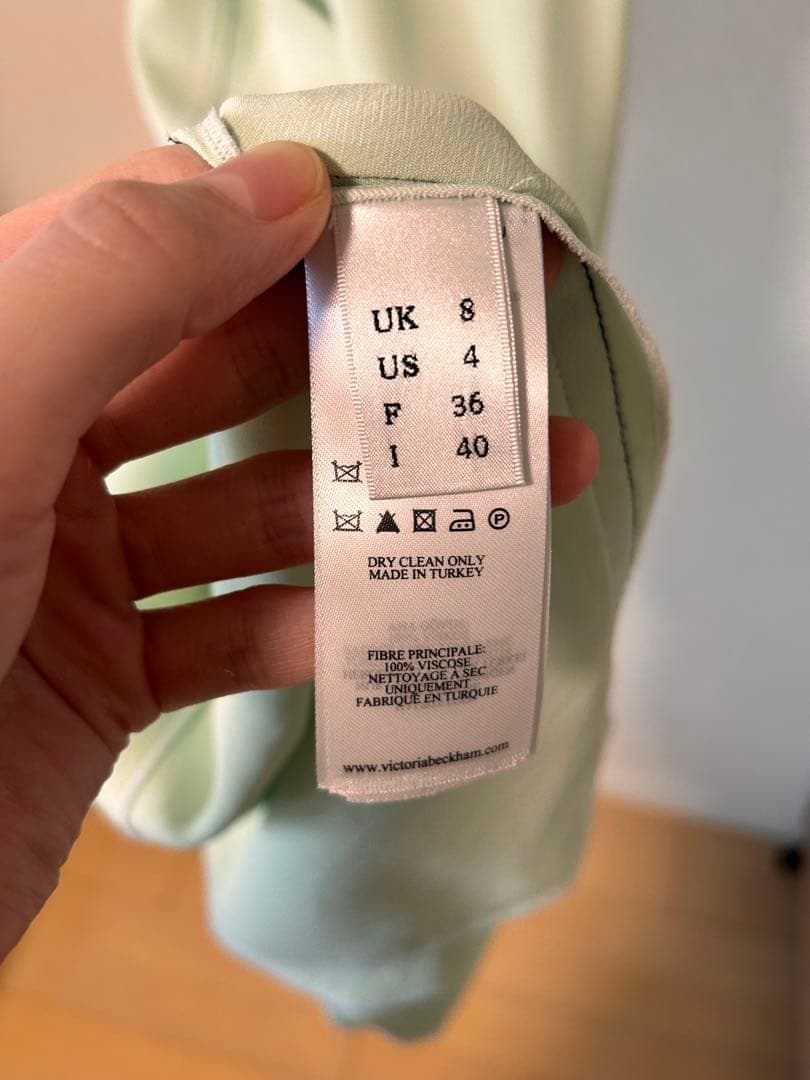 UK 8
US 4
F 36
I 40
P
DRY CLEAN ONLY
MADE IN TURKEY
FIBRE PRINCIPALE:
100% VISCOSE
NETTOYAGE A SEC
UNIQUEMENT
FABRIQUE EN TURQUIE
www.victoriabeckham.com